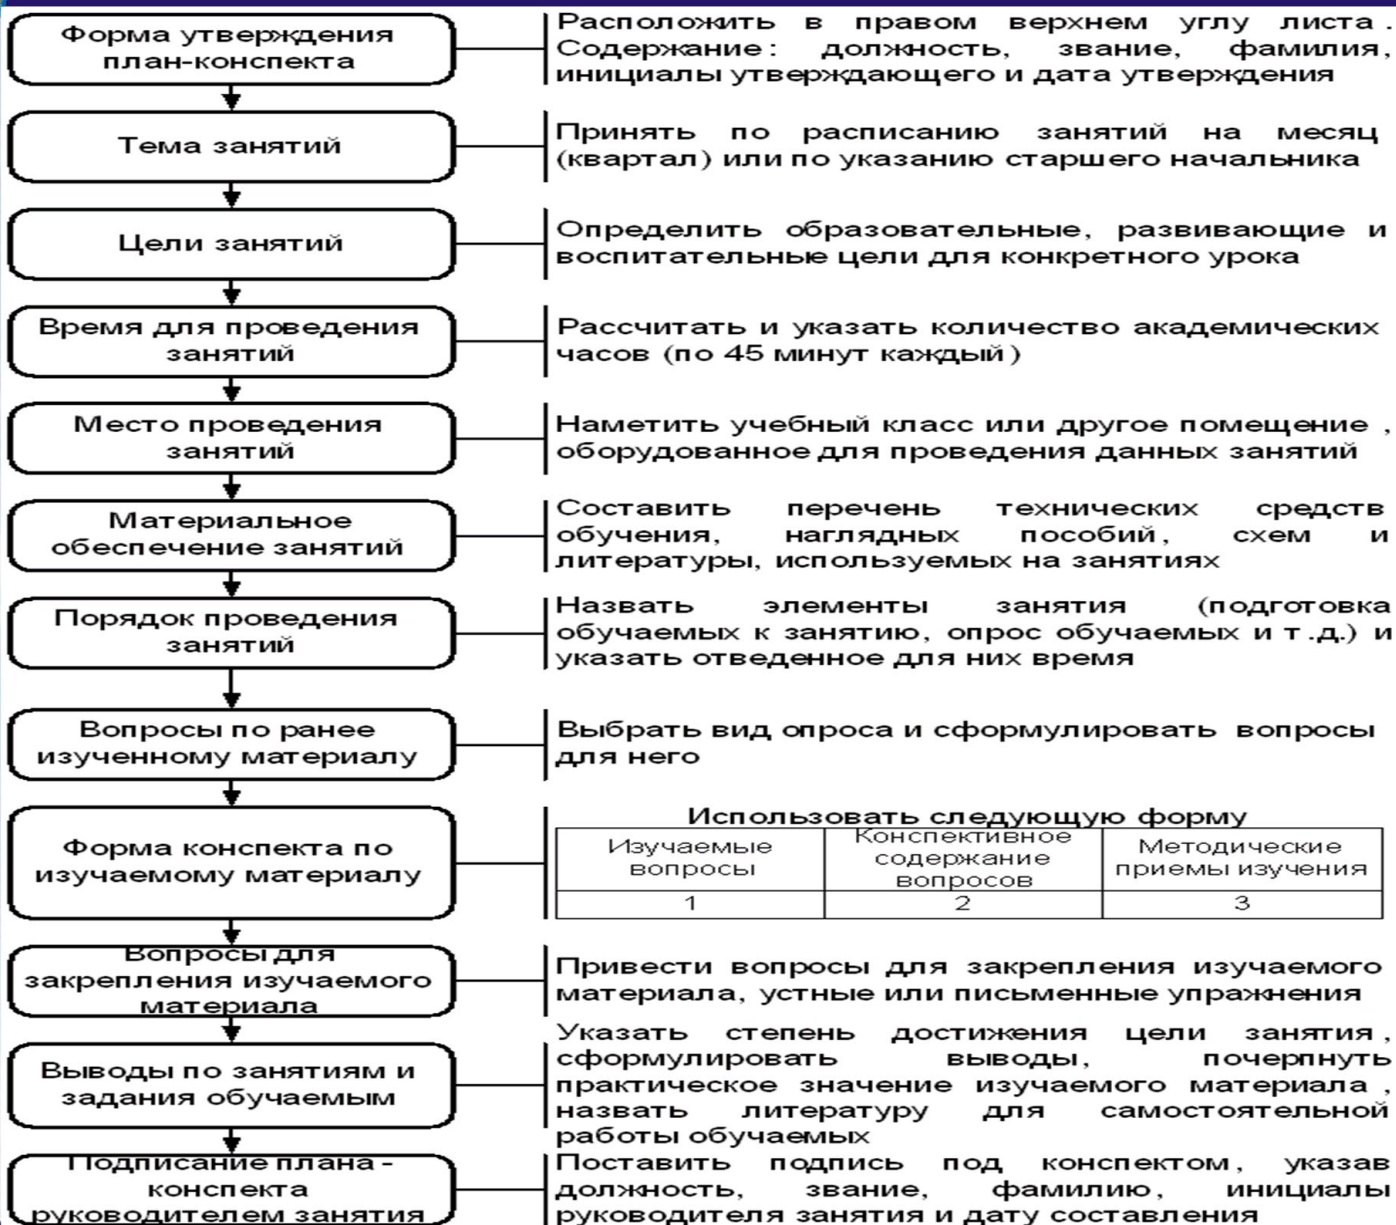 Форма утверждения
план-конспекта
Расположить в правом верхнем углу листа.
Содержание: должность, звание, фамилия,
инициалы утверждающего и дата утверждения
Тема занятий
Принять по расписанию занятий на месяц
(квартал) или по указанию старшего начальника
Цели занятий
Определить образовательные, развивающие и
воспитательные цели для конкретного урока
Время для проведения
занятий
Рассчитать и указать количество академических
часов (по 45 минут каждый)
Место проведения
занятий
Наметить учебный класс или другое помещение,
оборудованное для проведения данных занятий
Материальное
обеспечение занятий
Составить перечень технических средств
обучения, наглядных пособий, схем и
литературы, используемых на занятиях
Порядок проведения
занятий
Назвать элементы занятия (подготовка
обучаемых к занятию, опрос обучаемых и т.д.) и
указать отведенное для них время
Вопросы по ранее
изученному материалу
Выбрать вид опроса и сформулировать вопросы
для него
Форма конспекта по
изучаемому материалу
Использовать следующую форму
Изучаемые
вопросы
Конспективное
содержание
вопросов
Методические
приемы изучения
1
2
3
Вопросы для
закрепления изучаемого
материала
Привести вопросы для закрепления изучаемого
материала, устные или письменные упражнения
Выводы по занятиям и
задания обучаемым
Указать степень достижения цели занятия,
сформулировать выводы, почерпнуть
практическое значение изучаемого материала,
назвать литературу для самостоятельной
работы обучаемых
Подписание плана-
конспекта
руководителем занятия
Поставить подпись под конспектом, указав
должность, звание, фамилию, инициалы
руководителя занятия и дату составления